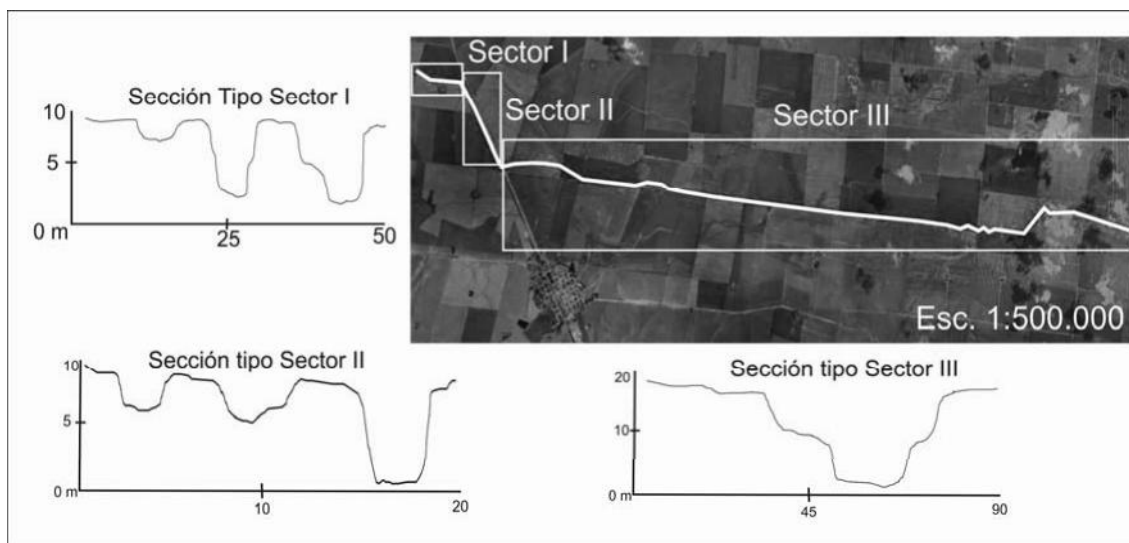 Sección Tipo Sector I
10
5
0 m
25
50
Sector I
Sector II
Sector III
Esc. 1:500.000
Sección tipo Sector II
10
5
0 m
10
20
Sección tipo Sector III
20
10
0 m
45
90